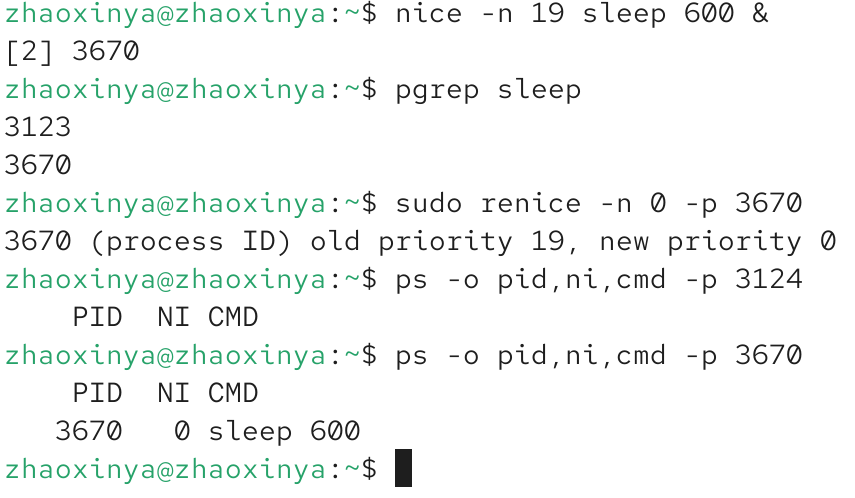 zhaoxinya@zhaoxinya:~$ nice -n 19 sleep 600 &
[2] 3670
zhaoxinya@zhaoxinya:~$ pgrep sleep
3123
3670
zhaoxinya@zhaoxinya:~$ sudo renice -n 0 -p 3670
3670 (process ID) old priority 19, new priority 0
zhaoxinya@zhaoxinya:~$ ps -o pid,ni,cmd -p 3124
    PID  NI CMD
zhaoxinya@zhaoxinya:~$ ps -o pid,ni,cmd -p 3670
    PID  NI CMD
   3670   0 sleep 600
zhaoxinya@zhaoxinya:~$